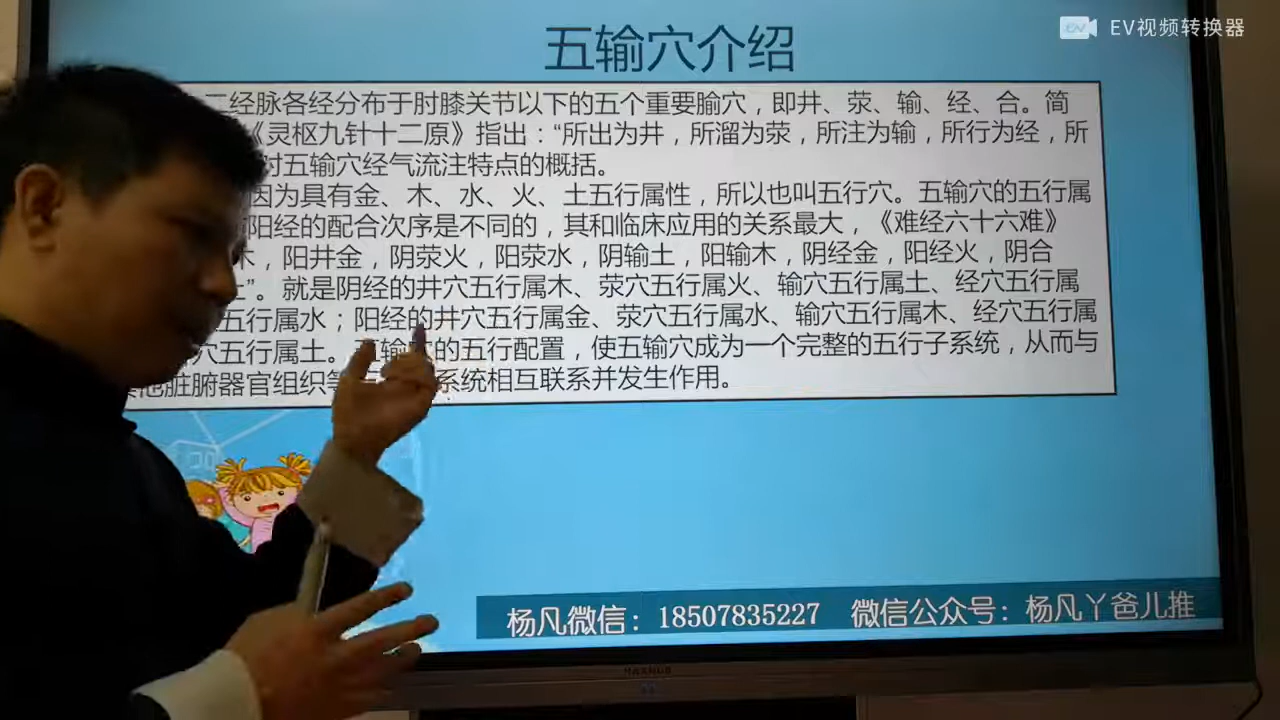 EV视频转换器
五输穴介绍
二经脉各经分布于肘膝关节以下的五个重要腧穴，即井、荥、输、经、合。简
《灵枢九针十二原》指出：“所出为井，所溜为荥，所注为输，所行为经，所
对五输穴经气流注特点的概括。
因为具有金、木、水、火、土五行属性，所以也叫五行穴。五输穴的五行属
阳经的配合次序是不同的，其和临床应用的关系最大，《难经六十六难》
木，阳井金，阴荥火，阳荥水，阴输土，阳输木，阴经金，阳经火，阴合
土”。就是阴经的井穴五行属木、荥穴五行属火、输穴五行属土、经穴五行属
五行属水；阳经的井穴五行属金、荥穴五行属水、输穴五行属木、经穴五行属
穴五行属土。五输 的五行配置，使五输穴成为一个完整的五行子系统，从而与
他脏腑器官组织等 系统相互联系并发生作用。
杨凡微信：18507835227 微信公众号：杨凡丫爸儿推
MAXHUB